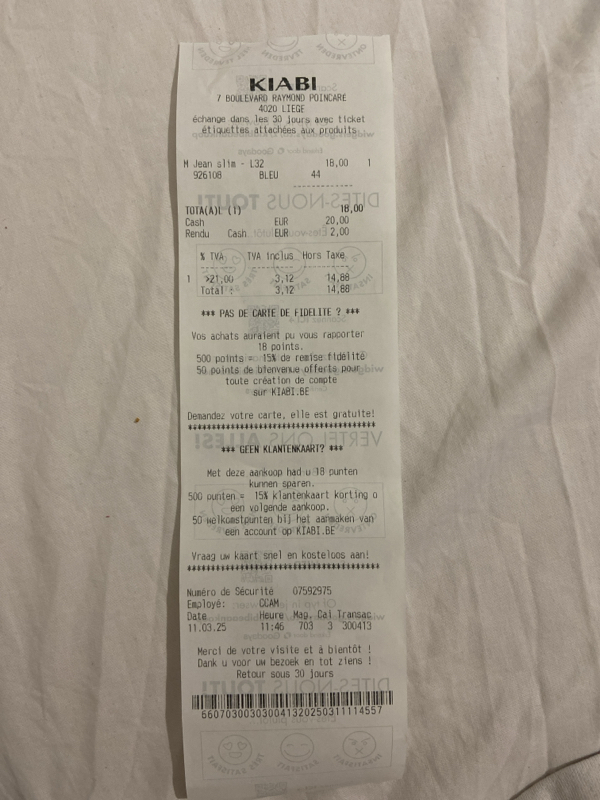 KIABI
7 BOULEVARD RAYMOND POINCARE
4020 LIEGE
échange dans les 30 jours avec ticket
étiquettes attachées aux produits
M Jean slim - L32 18,00 1
926108 BLEU 44
TOTA(A)L (1) 18,00
Cash EUR 20,00
Rendu Cash EUR 2,00
% TVA TVA inclus Hors Taxe
1 >21,00 3,12 14,88
Total : 3,12 14,88
*** PAS DE CARTE DE FIDELITE ? ***
Vos achats auraient pu vous rapporter
18 points.
500 points = 15% de remise fidélité
50 points de bienvenue offerts pour
toute création de compte
sur KIABI.BE
Demandez votre carte, elle est gratuite!
****************************************
*** GEEN KLANTENKAART? ***
Met deze aankoop had u 18 punten
kunnen sparen.
500 punten = 15% klantenkaart korting o
een volgende aankoop.
50 welkomstpunten bij het aanmaken van
een account op KIABI.BE
Vraag uw kaart snel en kosteloos aan!
****************************************
Numéro de Sécurité 07592975
Employé: CCAM
Date Heure Mag. Cai Transac
11.03.25 11:46 703 3 300413
Merci de votre visite et à bientôt !
Dank u voor uw bezoek en tot ziens !
Retour sous 30 jours
660703003030041320250311114557